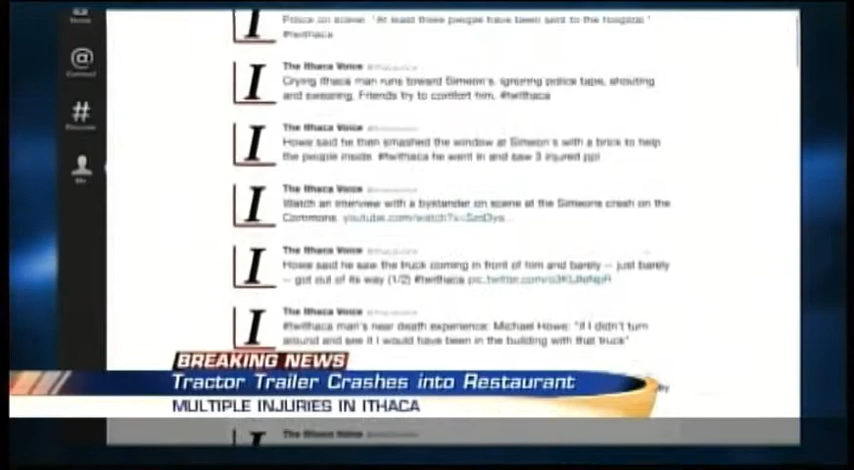 Home
I
Police on scene. "At least three people have been sent to the hospital."
#twithaca
@
I
The Ithaca Voice
Crying Ithaca man runs toward Simeon's, ignoring police tape, shouting
and swearing. Friends try to comfort him. #twithaca
#
I
The Ithaca Voice
Howe said he then smashed the window at Simeon's with a brick to help
the people inside. #twithaca he went in and saw 3 injured ppl
Me
I
The Ithaca Voice
Watch an interview with a bystander on scene at the Simeons crash on the
Commons
I
The Ithaca Voice
Howe said he saw the truck coming in front of him and barely -- just barely
-- got out of its way (1/2) #twithaca
I
The Ithaca Voice
#twithaca man's near death experience: Michael Howe: "If I didn't turn
around and see it I would have been in the building with that truck"
BREAKING NEWS
Tractor Trailer Crashes into Restaurant
MULTIPLE INJURIES IN ITHACA
I
The Ithaca Voice